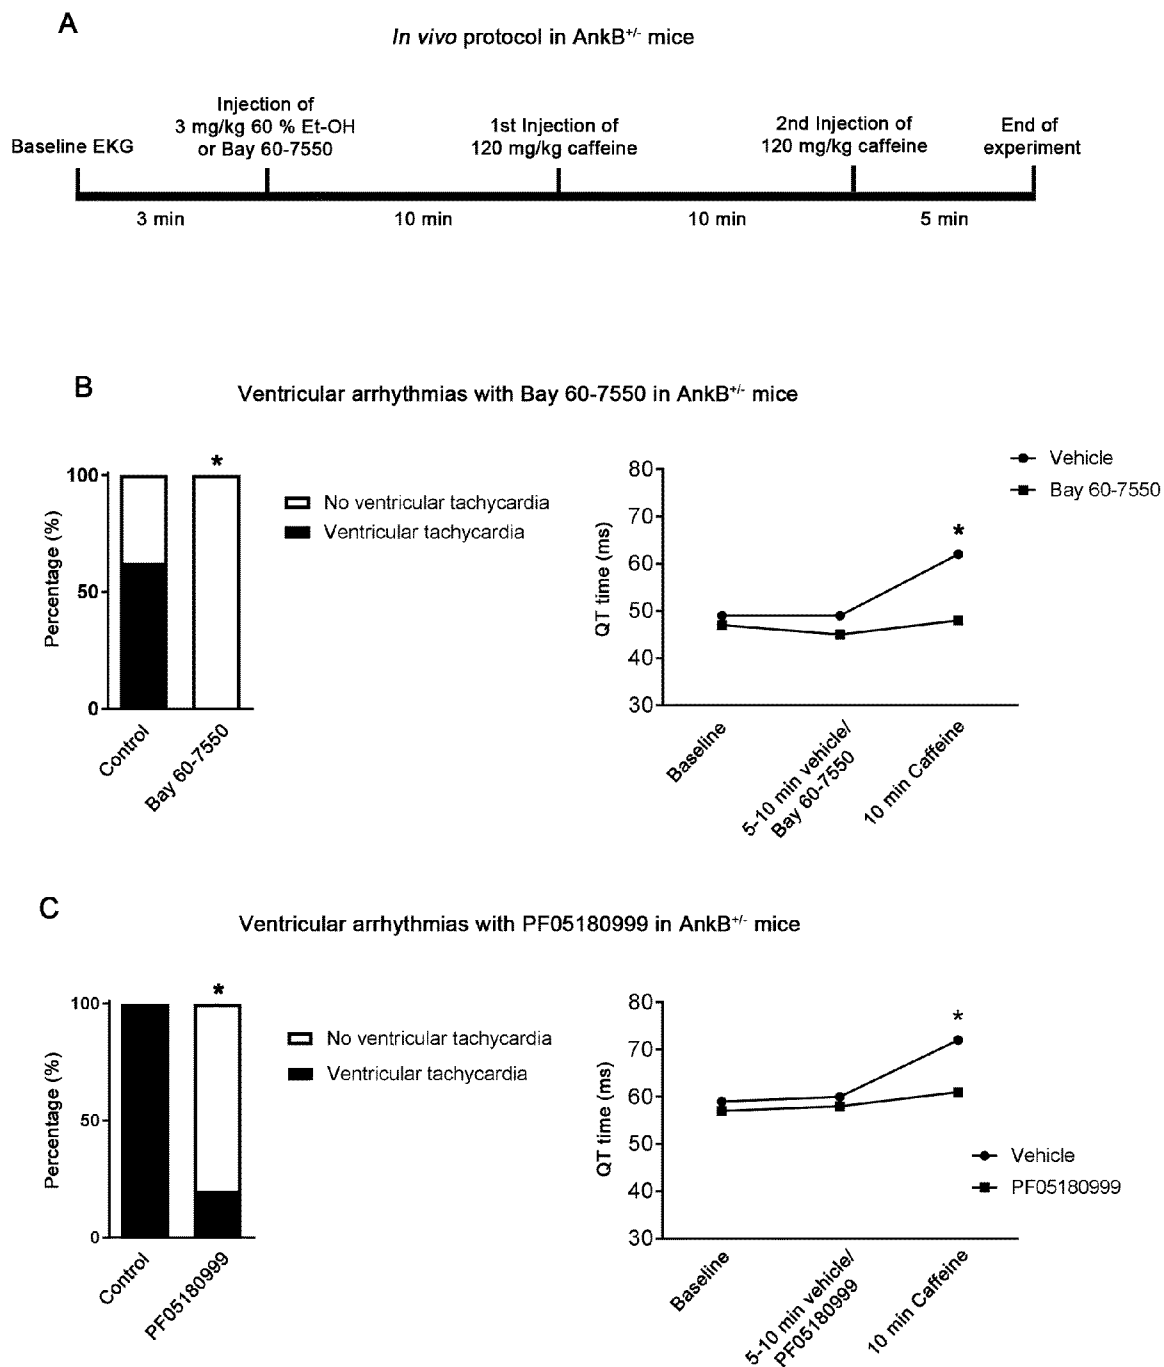 A
In vivo protocol in AnkB+/- mice
Baseline EKG
Injection of
3 mg/kg 60 % Et-OH
or Bay 60-7550
1st Injection of
120 mg/kg caffeine
2nd Injection of
120 mg/kg caffeine
End of
experiment
3 min
10 min
10 min
5 min
B
Ventricular arrhythmias with Bay 60-7550 in AnkB+/- mice
Percentage (%)
100
50
0
*
Control
Bay 60-7550
No ventricular tachycardia
Ventricular tachycardia
QT time (ms)
80
70
60
50
40
30
*
Vehicle
Bay 60-7550
Baseline
5-10 min vehicle/
Bay 60-7550
10 min Caffeine
C
Ventricular arrhythmias with PF05180999 in AnkB+/- mice
Percentage (%)
100
50
0
*
Control
PF05180999
No ventricular tachycardia
Ventricular tachycardia
QT time (ms)
80
70
60
50
40
30
*
Vehicle
PF05180999
Baseline
5-10 min vehicle/
PF05180999
10 min Caffeine